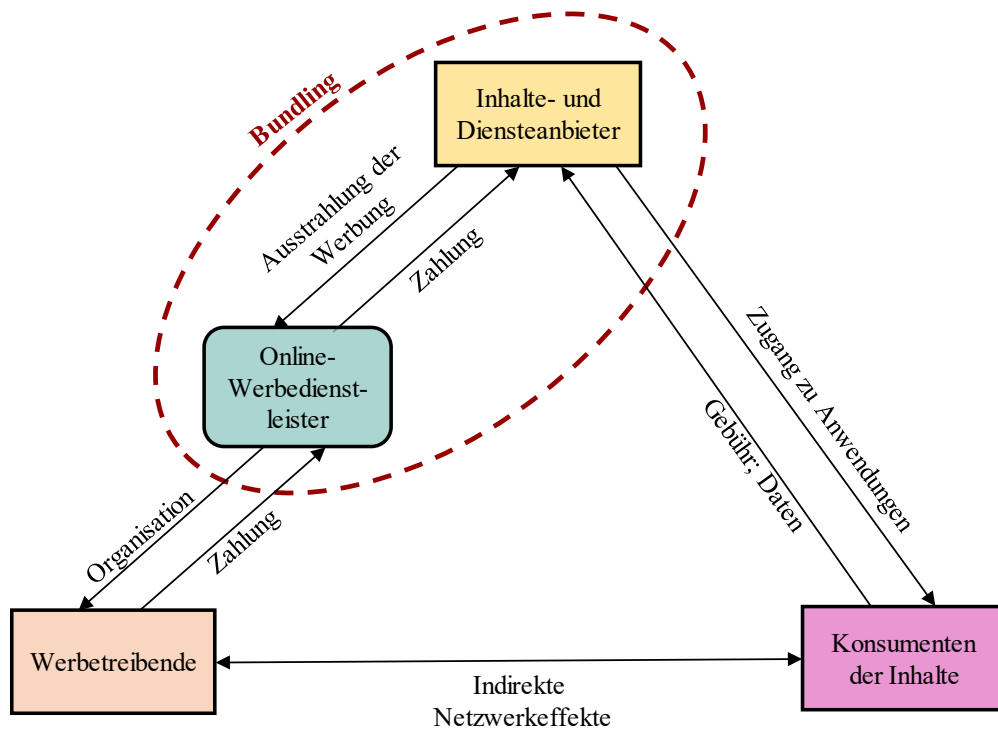 Bundling
Inhalte- und
Diensteanbieter
Ausstrahlung der
Werbung
Zahlung
Online-
Werbedienst-
leister
Zugang zu Anwendungen
Gebühr; Daten
Organisation
Zahlung
Werbetreibende
Indirekte
Netzwerkeffekte
Konsumenten
der Inhalte